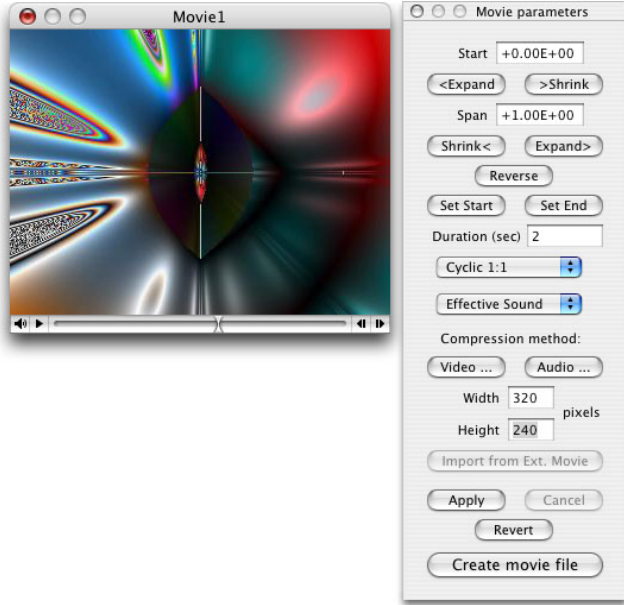 Movie1
Movie parameters
Start +0.00E+00
<Expand >Shrink
Span +1.00E+00
Shrink< Expand>
Reverse
Set Start Set End
Duration (sec) 2
Cyclic 1:1
Effective Sound
Compression method:
Video ... Audio ...
Width 320
pixels
Height 240
Import from Ext. Movie
Apply Cancel
Revert
Create movie file